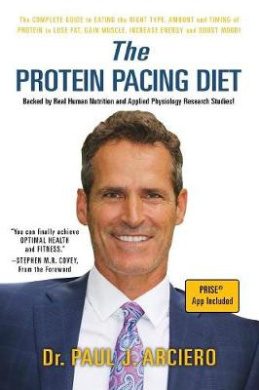 The COMPLETE GUIDE to EATING the RIGHT TYPE, AMOUNT and TIMING of
PROTEIN to LOSE FAT, GAIN MUSCLE, INCREASE ENERGY and BOOST MOOD!
The
PROTEIN PACING DIET
Backed by Real Human Nutrition and Applied Physiology Research Studies!
"You can finally achieve
OPTIMAL HEALTH
and FITNESS."
–STEPHEN M.R. COVEY,
From the Foreword
PRISE®
App Included
Dr. PAUL J. ARCIERO